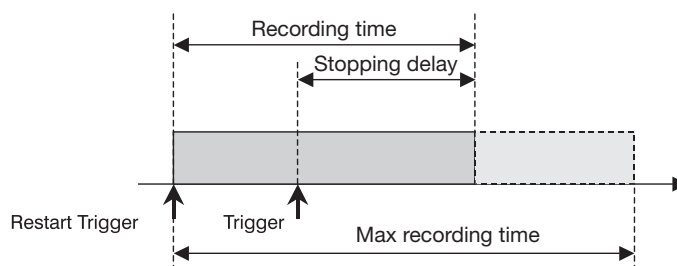 Recording time
Stopping delay
Restart Trigger
Trigger
Max recording time